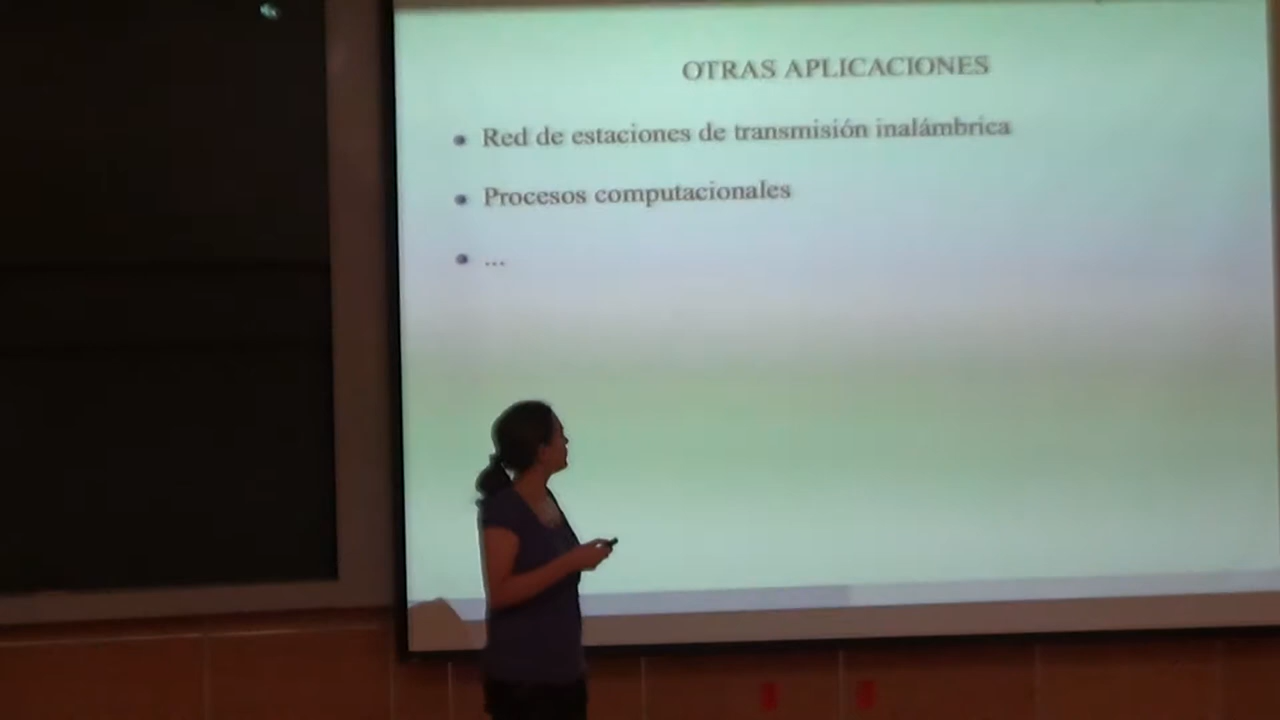 OTRAS APLICACIONES
Red de estaciones de transmisión inalámbrica
Procesos computacionales
...